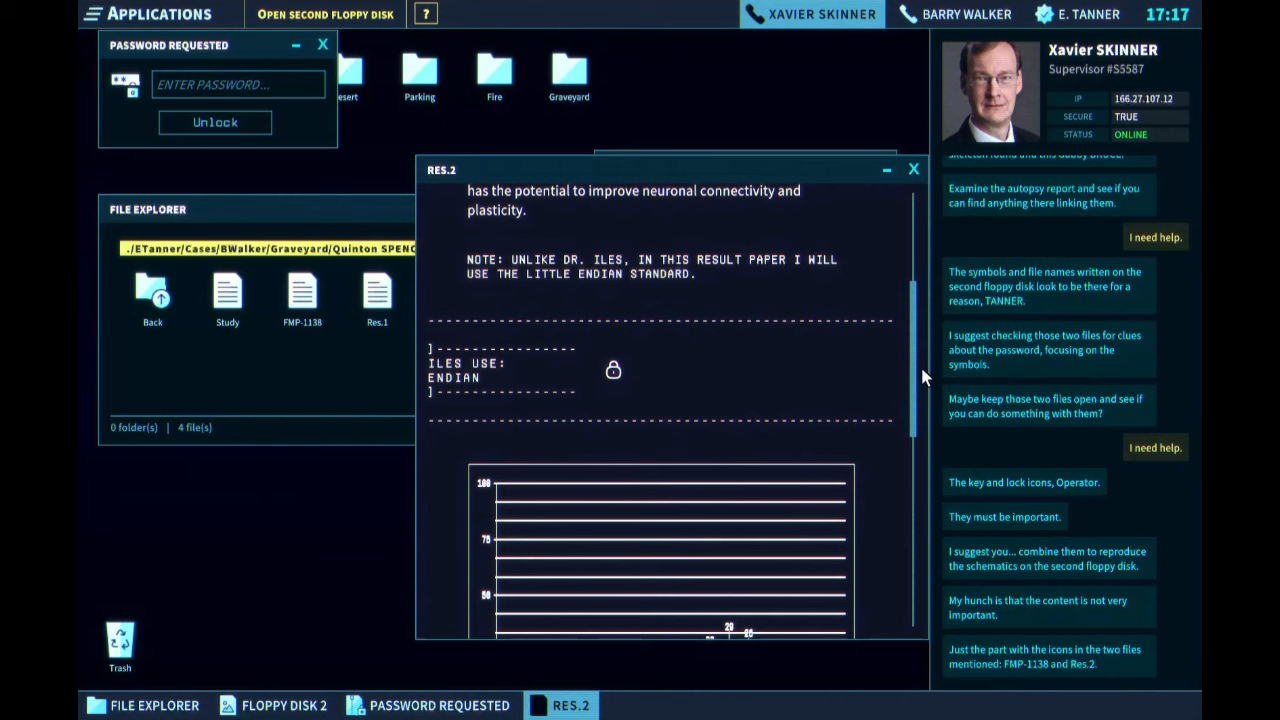 APPLICATIONS
OPEN SECOND FLOPPY DISK
?
XAVIER SKINNER
BARRY WALKER
E. TANNER
17:17
PASSWORD REQUESTED
ENTER PASSWORD...
Unlock
esert
Parking
Fire
Graveyard
FILE EXPLORER
./ETanner/Cases/BWalker/Graveyard/Quinton SPENC
Back
Study
FMP-1138
Res.1
0 folder(s) | 4 file(s)
RES.2
has the potential to improve neuronal connectivity and
plasticity.
NOTE: UNLIKE DR. ILES, IN THIS RESULT PAPER I WILL
USE THE LITTLE ENDIAN STANDARD.
]----------------
ILES USE:
ENDIAN
]----------------
100
75
50
29
Xavier SKINNER
Supervisor #S5587
IP 166.27.107.12
SECURE TRUE
STATUS ONLINE
Examine the autopsy report and see if you
can find anything there linking them.
I need help.
The symbols and file names written on the
second floppy disk look to be there for a
reason, TANNER.
I suggest checking those two files for clues
about the password, focusing on the
symbols.
Maybe keep those two files open and see if
you can do something with them?
I need help.
The key and lock icons, Operator.
They must be important.
I suggest you... combine them to reproduce
the schematics on the second floppy disk.
My hunch is that the content is not very
important.
Just the part with the icons in the two files
mentioned: FMP-1138 and Res.2.
Trash
FILE EXPLORER
FLOPPY DISK 2
PASSWORD REQUESTED
RES.2